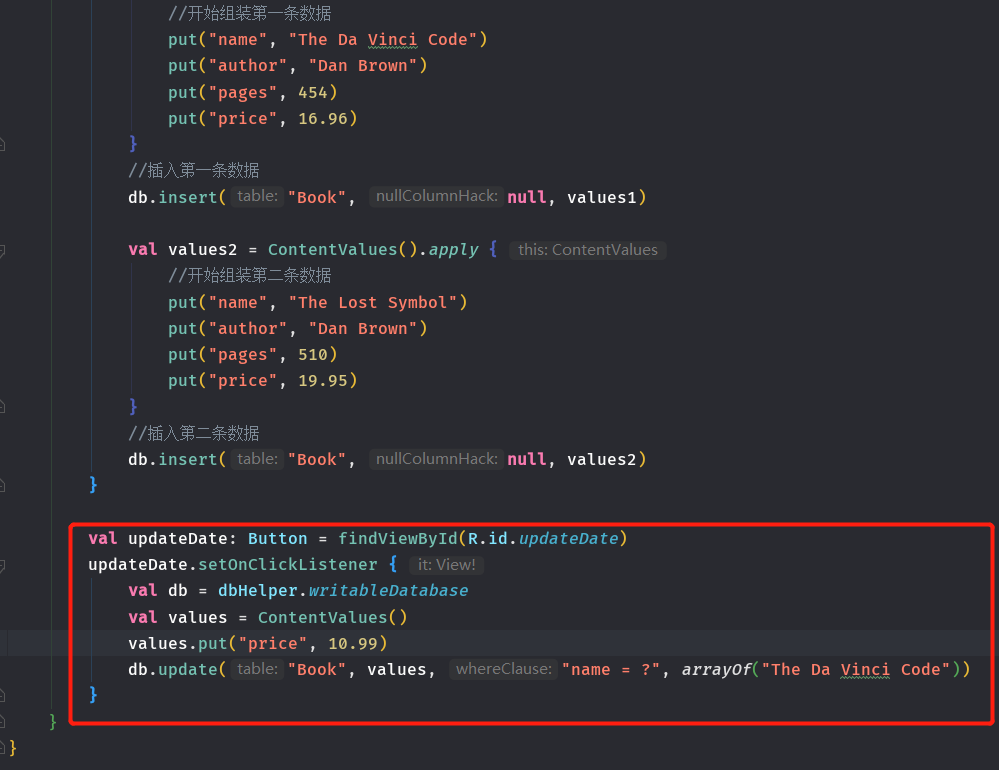 //开始组装第一条数据
put("name", "The Da Vinci Code")
put("author", "Dan Brown")
put("pages", 454)
put("price", 16.96)
}
//插入第一条数据
db.insert( table: "Book", nullColumnHack: null, values1)
val values2 = ContentValues().apply { this: ContentValues
//开始组装第二条数据
put("name", "The Lost Symbol")
put("author", "Dan Brown")
put("pages", 510)
put("price", 19.95)
}
//插入第二条数据
db.insert( table: "Book", nullColumnHack: null, values2)
}
val updateDate: Button = findViewById(R.id.updateDate)
updateDate.setOnClickListener { it: View!
val db = dbHelper.writableDatabase
val values = ContentValues()
values.put("price", 10.99)
db.update( table: "Book", values, whereClause: "name = ?", arrayOf("The Da Vinci Code"))
}
}
}